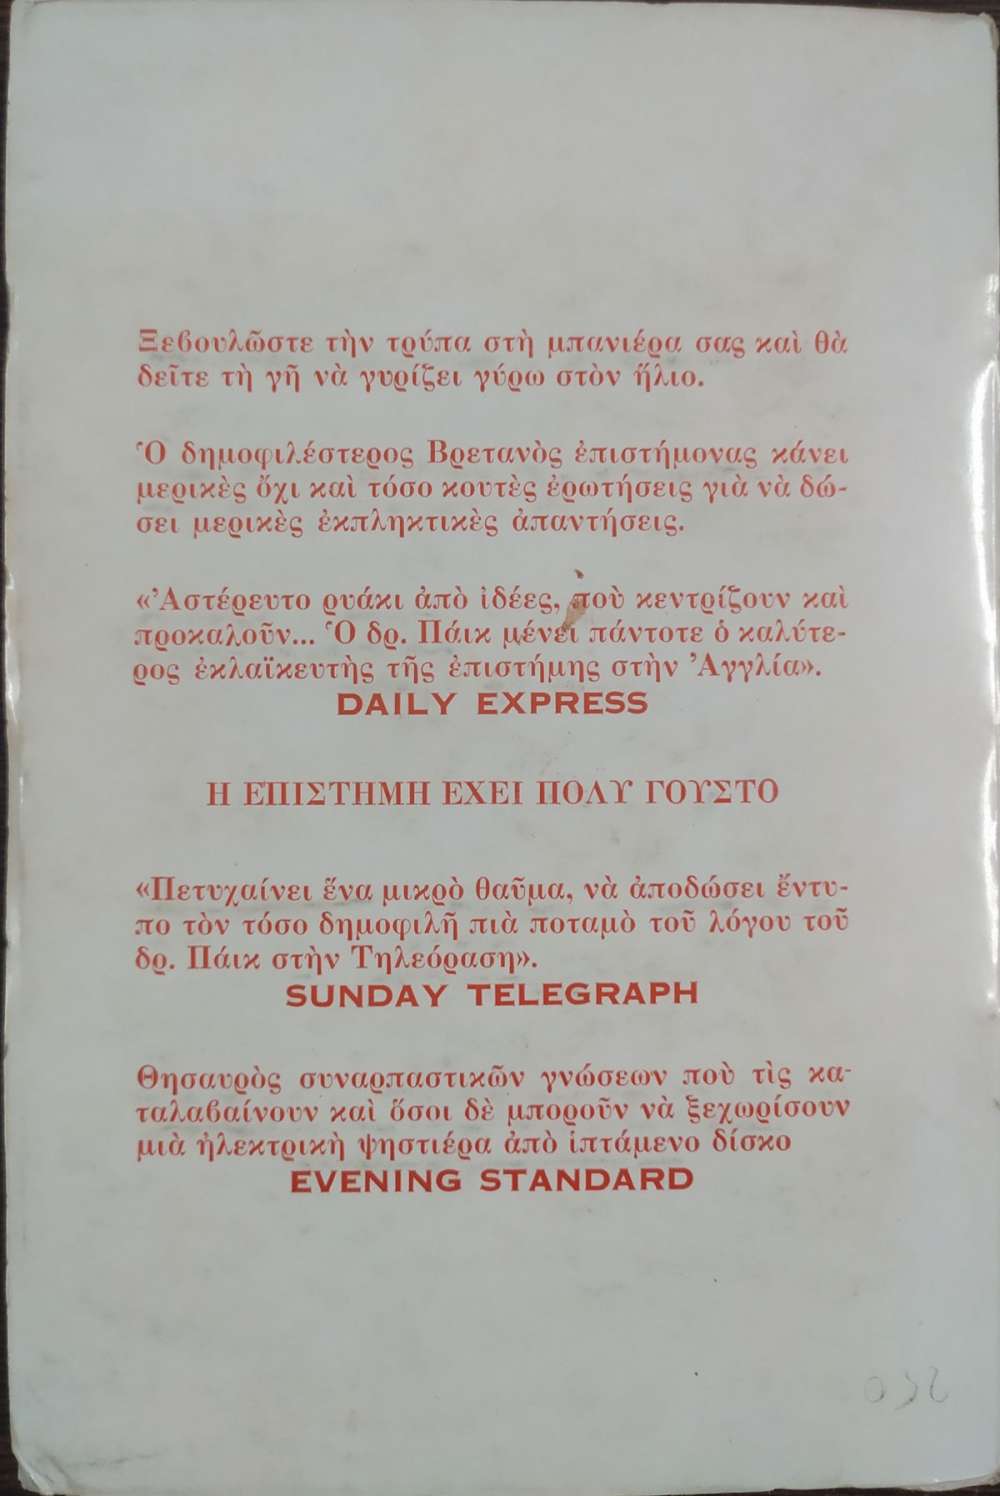 Ξεβουλῶστε τὴν τρύπα στὴ μπανιέρα σας καὶ θὰ
δεῖτε τὴ γῆ νὰ γυρίζει γύρω στὸν ἥλιο.
Ὁ δημοφιλέστερος Βρετανὸς ἐπιστήμονας κάνει
μερικὲς ὄχι καὶ τόσο κουτὲς ἐρωτήσεις γιὰ νὰ δώ-
σει μερικὲς ἐκπληκτικὲς ἀπαντήσεις.
«Ἀστέρευτο ρυάκι ἀπὸ ἰδέες, ποὺ κεντρίζουν καὶ
προκαλοῦν... Ὁ δρ. Πάικ μένει πάντοτε ὁ καλύτε-
ρος ἐκλαϊκευτὴς τῆς ἐπιστήμης στὴν Ἀγγλία».
DAILY EXPRESS
Η ΕΠΙΣΤΗΜΗ ΕΧΕΙ ΠΟΛΥ ΓΟΥΣΤΟ
«Πετυχαίνει ἕνα μικρὸ θαῦμα, νὰ ἀποδώσει ἔντυ-
πο τὸν τόσο δημοφιλῆ πιὰ ποταμὸ τοῦ λόγου τοῦ
δρ. Πάικ στὴν Τηλεόραση».
SUNDAY TELEGRAPH
Θησαυρὸς συναρπαστικῶν γνώσεων ποὺ τὶς κα-
ταλαβαίνουν καὶ ὅσοι δὲ μποροῦν νὰ ξεχωρίσουν
μιὰ ἠλεκτρικὴ ψηστιέρα ἀπὸ ἱπτάμενο δίσκο
EVENING STANDARD